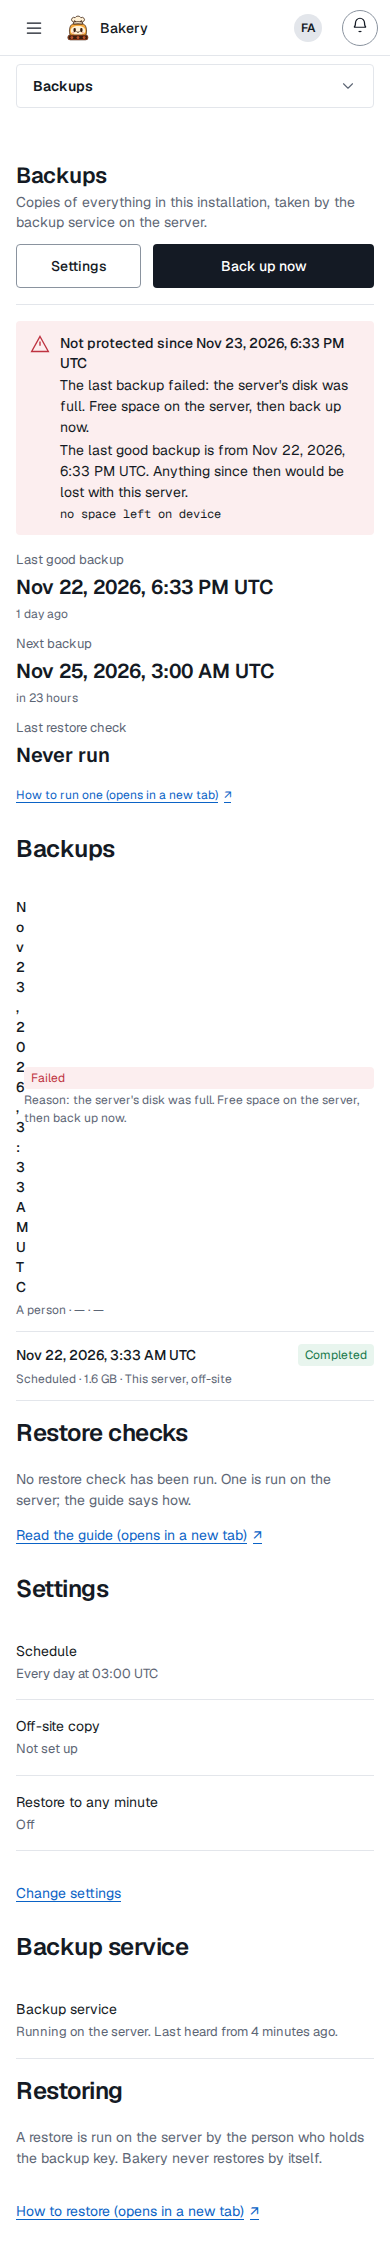 Bakery
FA
Backups
Backups
Copies of everything in this installation, taken by the
backup service on the server.
Settings
Back up now
Not protected since Nov 23, 2026, 6:33 PM
UTC
The last backup failed: the server's disk was
full. Free space on the server, then back up
now.
The last good backup is from Nov 22, 2026,
6:33 PM UTC. Anything since then would be
lost with this server.
no space left on device
Last good backup
Nov 22, 2026, 6:33 PM UTC
1 day ago
Next backup
Nov 25, 2026, 3:00 AM UTC
in 23 hours
Last restore check
Never run
How to run one (opens in a new tab)
Backups
N
o
v
2
3
,
2
0
2
6
,
3
:
3
3
A
M
U
T
C
Failed
Reason: the server's disk was full. Free space on the server,
then back up now.
A person · — · —
Nov 22, 2026, 3:33 AM UTC
Completed
Scheduled · 1.6 GB · This server, off-site
Restore checks
No restore check has been run. One is run on the
server; the guide says how.
Read the guide (opens in a new tab)
Settings
Schedule
Every day at 03:00 UTC
Off-site copy
Not set up
Restore to any minute
Off
Change settings
Backup service
Backup service
Running on the server. Last heard from 4 minutes ago.
Restoring
A restore is run on the server by the person who holds
the backup key. Bakery never restores by itself.
How to restore (opens in a new tab)